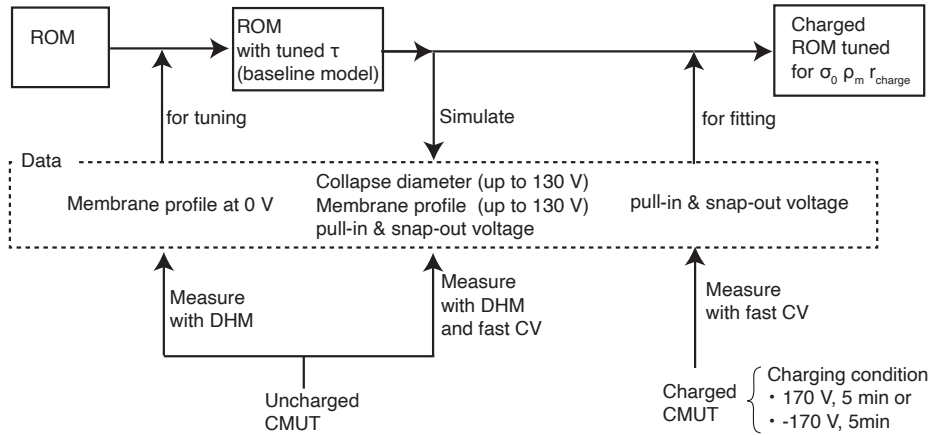 ROM
ROM
with tuned τ
(baseline model)
Charged
ROM tuned
for σ₀ ρₘ r_charge
for tuning
Simulate
for fitting
Data
Membrane profile at 0 V
Collapse diameter (up to 130 V)
Membrane profile (up to 130 V)
pull-in & snap-out voltage
pull-in & snap-out voltage
Measure
with DHM
Measure
with DHM
and fast CV
Measure
with fast CV
Uncharged
CMUT
Charged
CMUT
Charging condition
・170 V, 5 min or
・-170 V, 5min